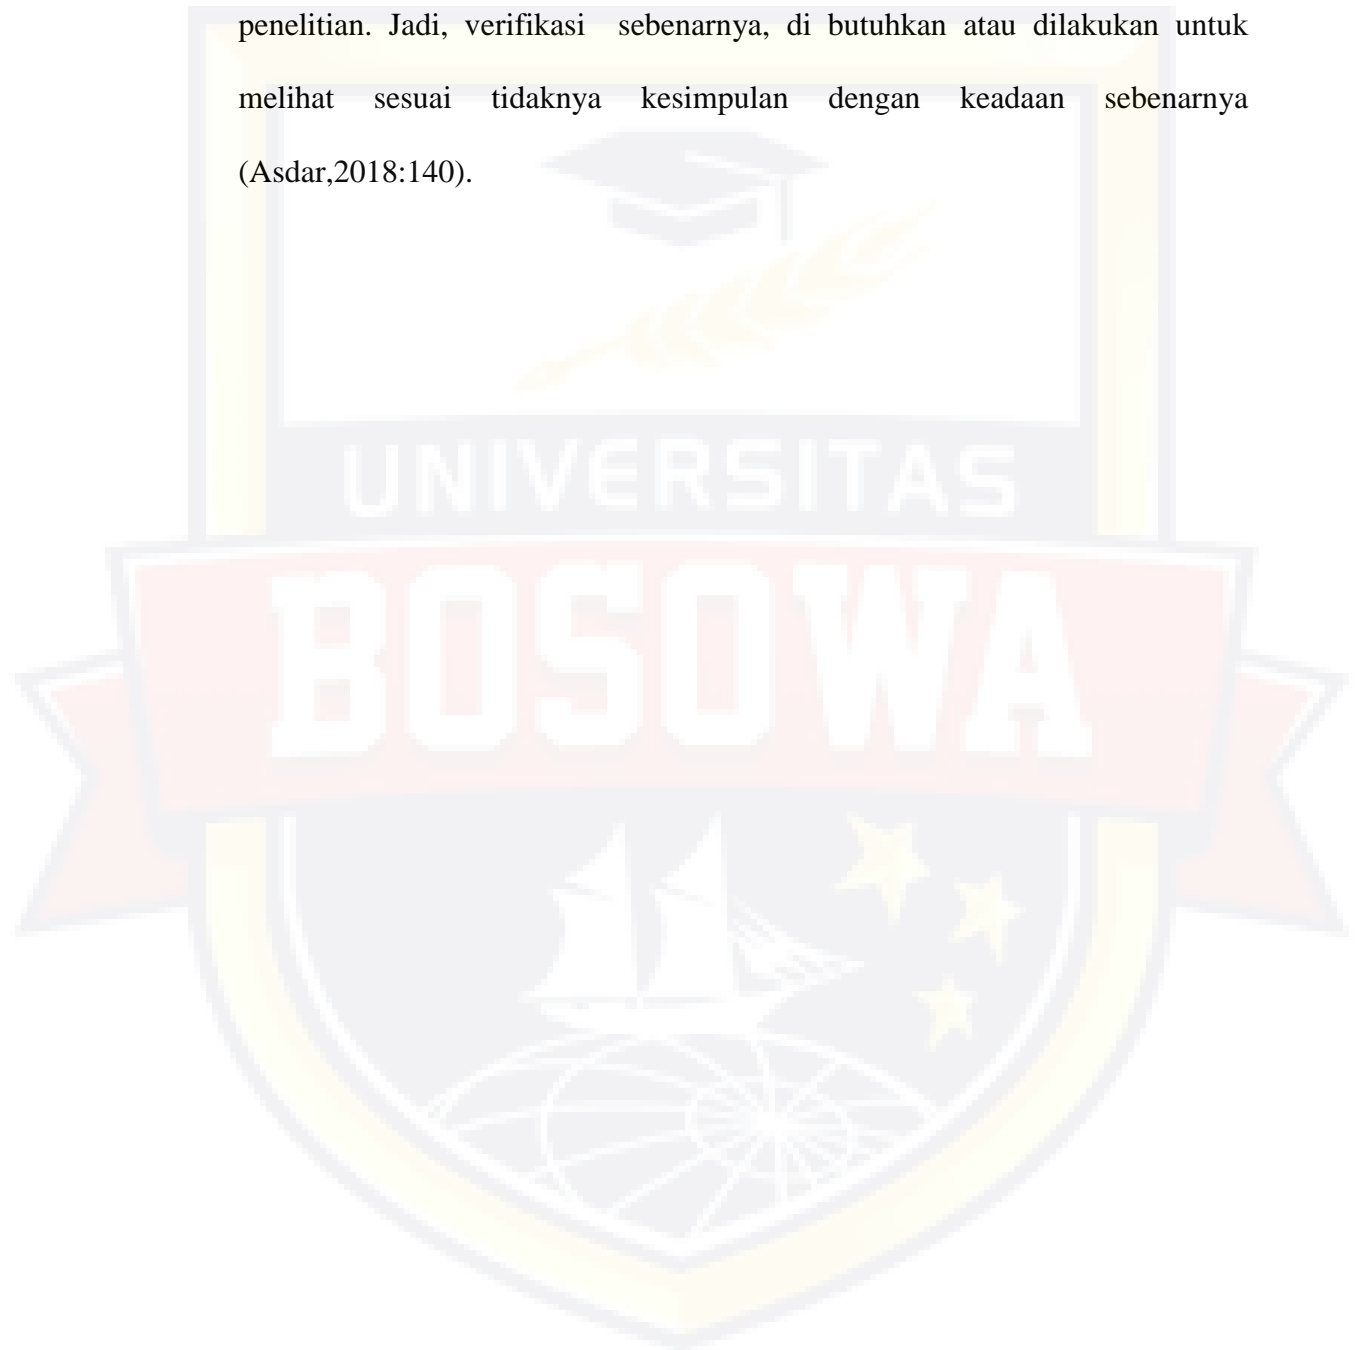 penelitian. Jadi, verifikasi sebenarnya, di butuhkan atau dilakukan untuk
melihat sesuai tidaknya kesimpulan dengan keadaan sebenarnya
(Asdar,2018:140).
UNIVERSITAS
BOSOWA